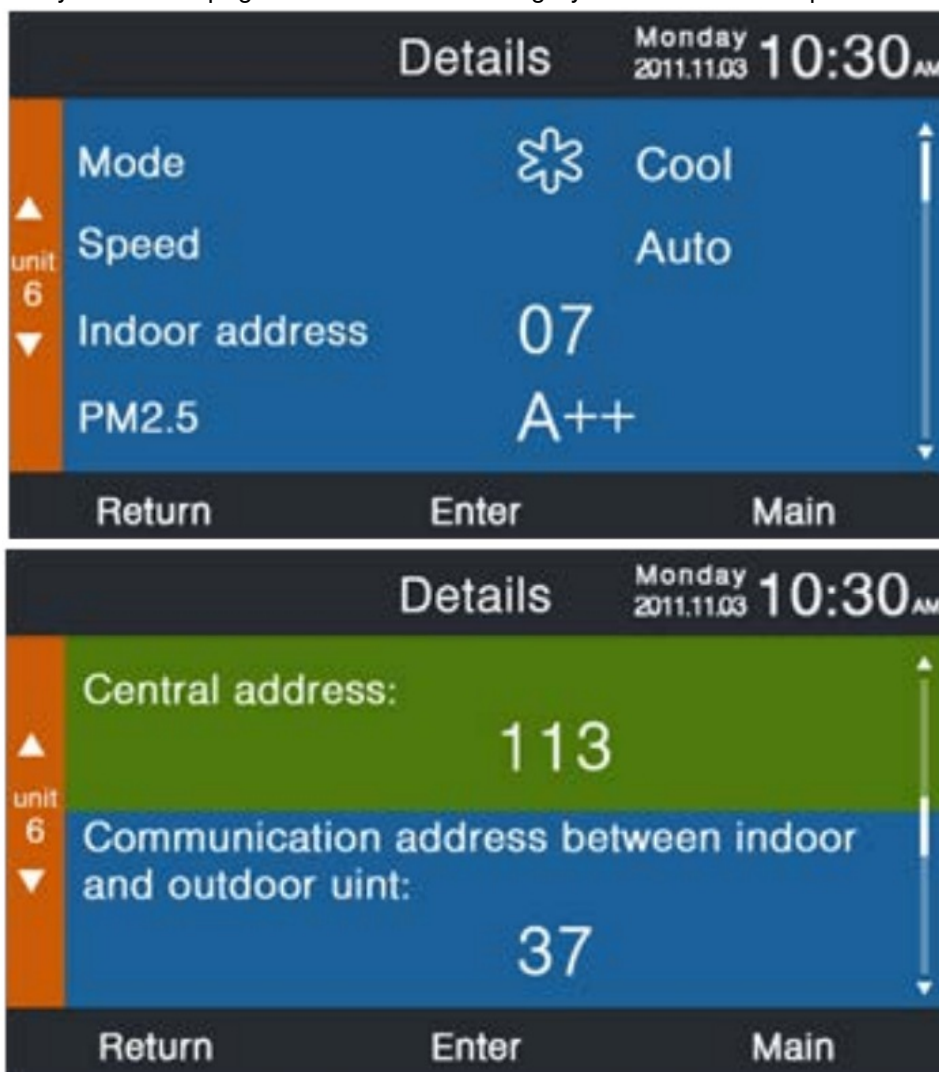 Details Monday 2011.11.03 10:30AM
Mode Cool
Speed Auto
unit 6
Indoor address 07
PM2.5 A++
Return Enter Main
Details Monday 2011.11.03 10:30AM
Central address:
113
unit 6
Communication address between indoor
and outdoor uint:
37
Return Enter Main